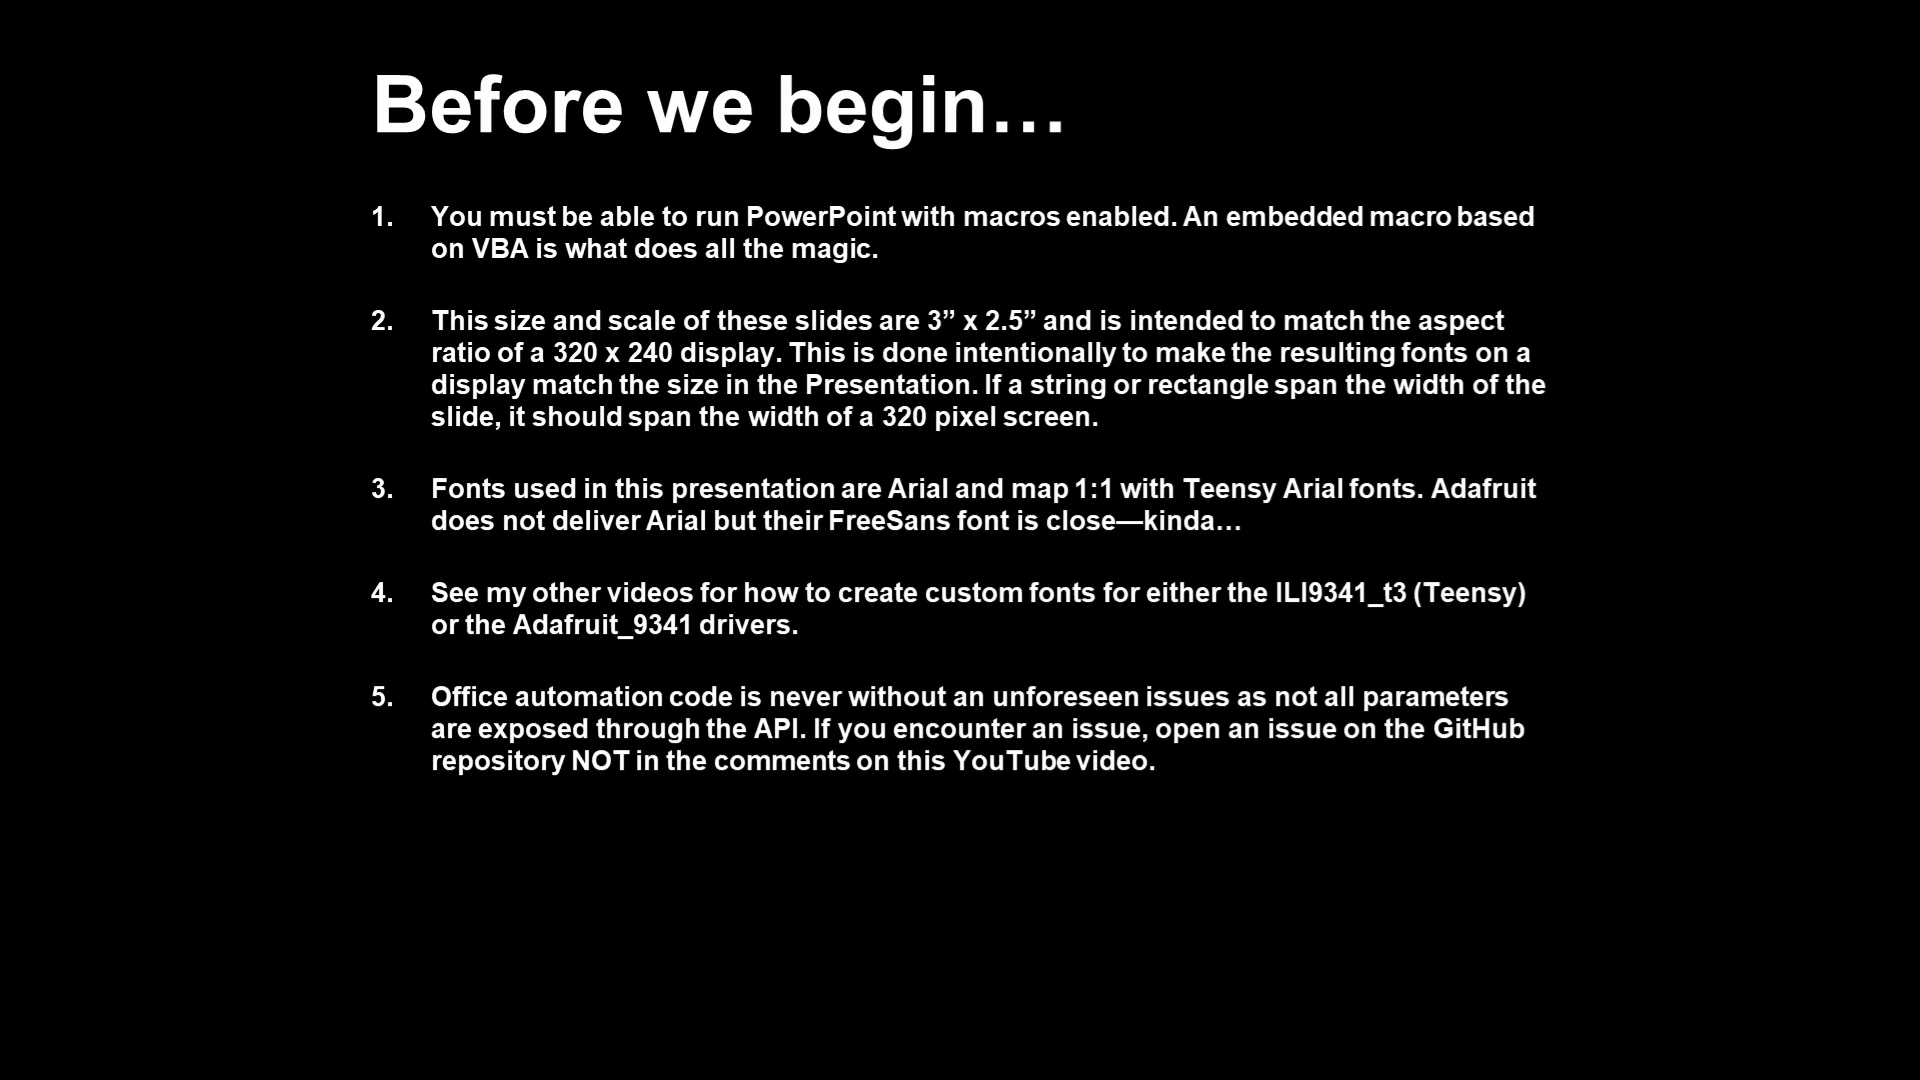 Before we begin…
1. You must be able to run PowerPoint with macros enabled. An embedded macro based
on VBA is what does all the magic.
2. This size and scale of these slides are 3” x 2.5” and is intended to match the aspect
ratio of a 320 x 240 display. This is done intentionally to make the resulting fonts on a
display match the size in the Presentation. If a string or rectangle span the width of the
slide, it should span the width of a 320 pixel screen.
3. Fonts used in this presentation are Arial and map 1:1 with Teensy Arial fonts. Adafruit
does not deliver Arial but their FreeSans font is close—kinda…
4. See my other videos for how to create custom fonts for either the ILI9341_t3 (Teensy)
or the Adafruit_9341 drivers.
5. Office automation code is never without an unforeseen issues as not all parameters
are exposed through the API. If you encounter an issue, open an issue on the GitHub
repository NOT in the comments on this YouTube video.